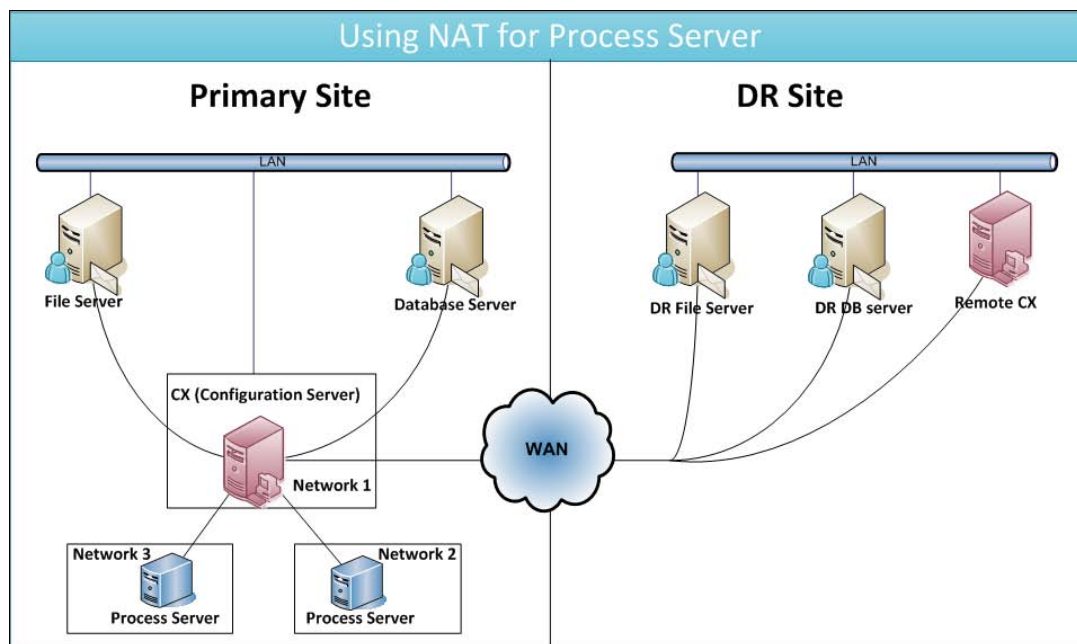 Using NAT for Process Server
Primary Site
DR Site
LAN
LAN
File Server
Database Server
DR File Server
DR DB server
Remote CX
CX (Configuration Server)
Network 1
WAN
Network 3
Process Server
Network 2
Process Server